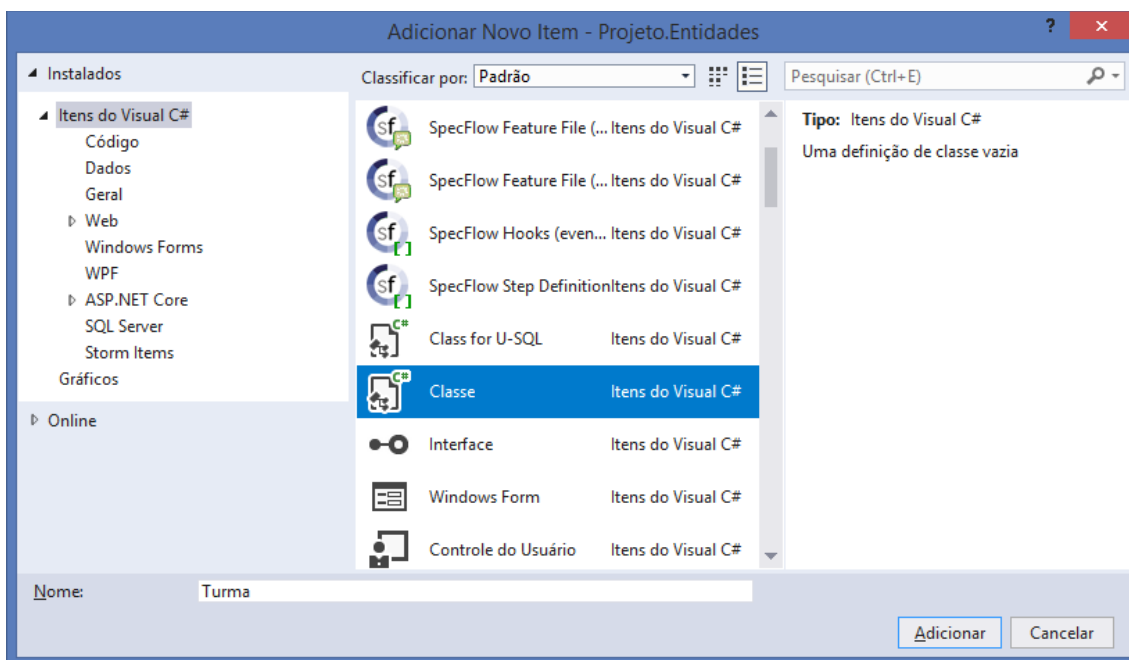 Adicionar Novo Item - Projeto.Entidades
?
×
Instalados
Itens do Visual C#
Código
Dados
Geral
Web
Windows Forms
WPF
ASP.NET Core
SQL Server
Storm Items
Gráficos
Online
Classificar por: Padrão
SpecFlow Feature File (... Itens do Visual C#
SpecFlow Feature File (... Itens do Visual C#
SpecFlow Hooks (even... Itens do Visual C#
SpecFlow Step Definition Itens do Visual C#
Class for U-SQL Itens do Visual C#
Classe Itens do Visual C#
Interface Itens do Visual C#
Windows Form Itens do Visual C#
Controle do Usuário Itens do Visual C#
Pesquisar (Ctrl+E)
Tipo: Itens do Visual C#
Uma definição de classe vazia
Nome: Turma
Adicionar Cancelar